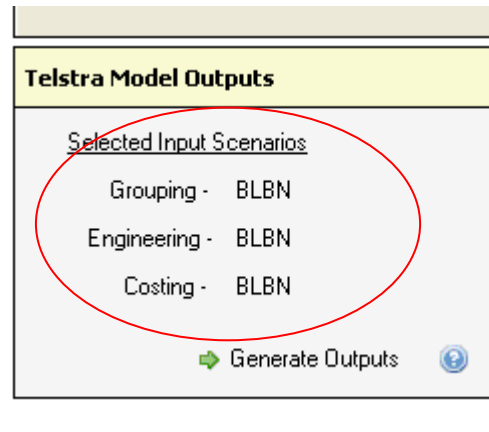 Telstra Model Outputs
Selected Input Scenarios
Grouping - BLBN
Engineering - BLBN
Costing - BLBN
Generate Outputs